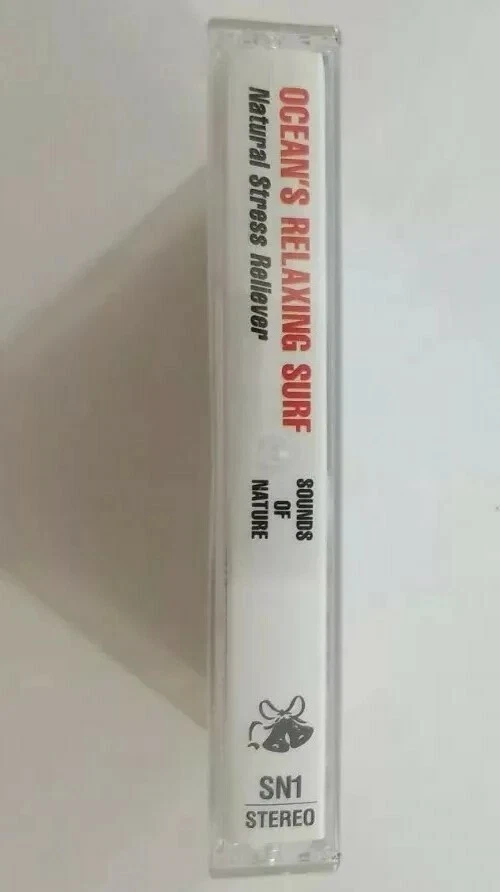 OCEAN'S RELAXING SURF
Natural Stress Reliever
SOUNDS
OF
NATURE
SN1
STEREO